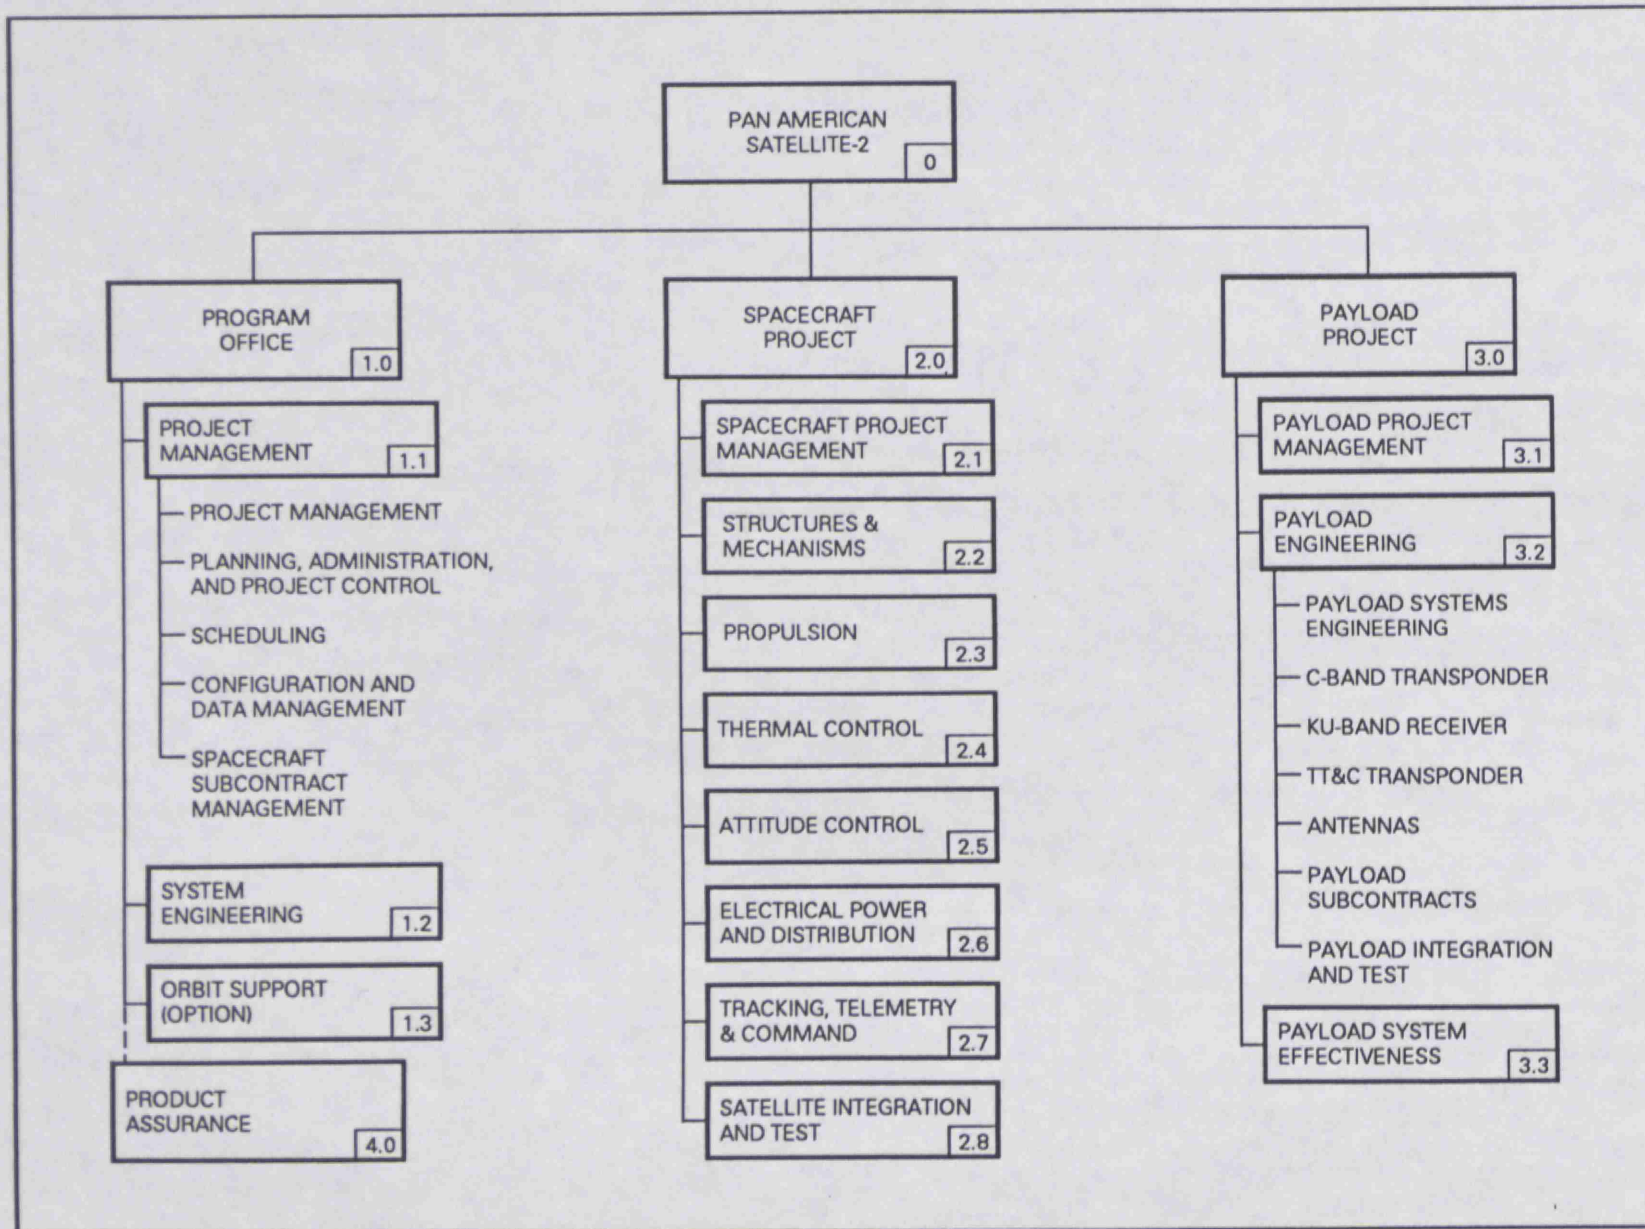 PAN AMERICAN
SATELLITE-2
0
PROGRAM
OFFICE
1.0
PROJECT
MANAGEMENT
1.1
PROJECT MANAGEMENT
PLANNING, ADMINISTRATION,
AND PROJECT CONTROL
SCHEDULING
CONFIGURATION AND
DATA MANAGEMENT
SPACECRAFT
SUBCONTRACT
MANAGEMENT
SYSTEM
ENGINEERING
1.2
ORBIT SUPPORT
(OPTION)
1.3
PRODUCT
ASSURANCE
4.0
SPACECRAFT
PROJECT
2.0
SPACECRAFT PROJECT
MANAGEMENT
2.1
STRUCTURES &
MECHANISMS
2.2
PROPULSION
2.3
THERMAL CONTROL
2.4
ATTITUDE CONTROL
2.5
ELECTRICAL POWER
AND DISTRIBUTION
2.6
TRACKING, TELEMETRY
& COMMAND
2.7
SATELLITE INTEGRATION
AND TEST
2.8
PAYLOAD
PROJECT
3.0
PAYLOAD PROJECT
MANAGEMENT
3.1
PAYLOAD
ENGINEERING
3.2
PAYLOAD SYSTEMS
ENGINEERING
C-BAND TRANSPONDER
KU-BAND RECEIVER
TT&C TRANSPONDER
ANTENNAS
PAYLOAD
SUBCONTRACTS
PAYLOAD INTEGRATION
AND TEST
PAYLOAD SYSTEM
EFFECTIVENESS
3.3